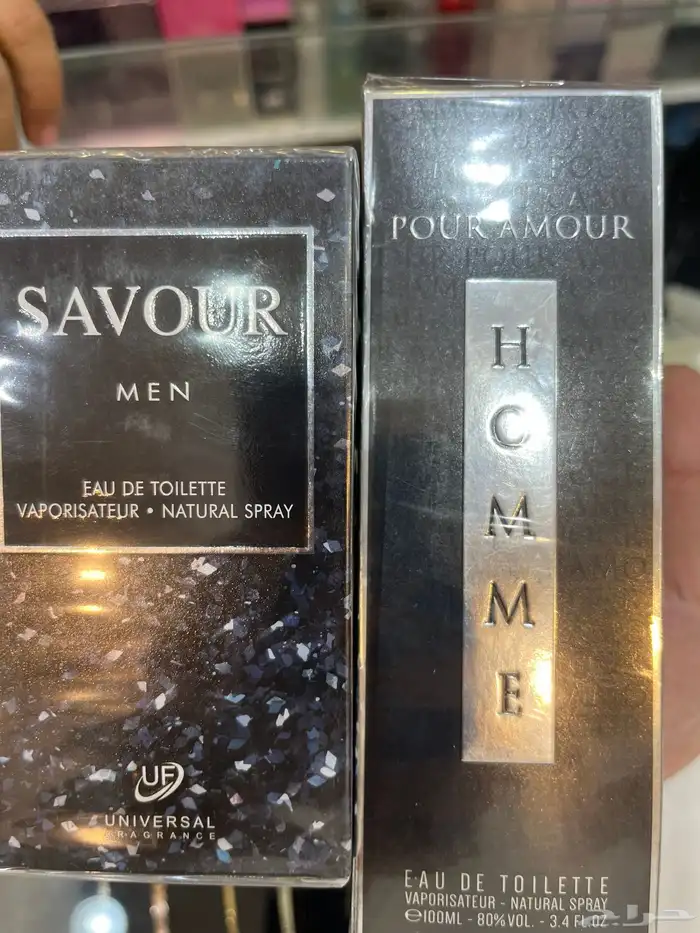 SAVOUR
MEN
EAU DE TOILETTE
VAPORISATEUR • NATURAL SPRAY
UF
UNIVERSAL
FRAGRANCE
POUR AMOUR
H
O
M
M
E
EAU DE TOILETTE
VAPORISATEUR - NATURAL SPRAY
℮100ML - 80%VOL. - 3.4 FL.OZ
حراج